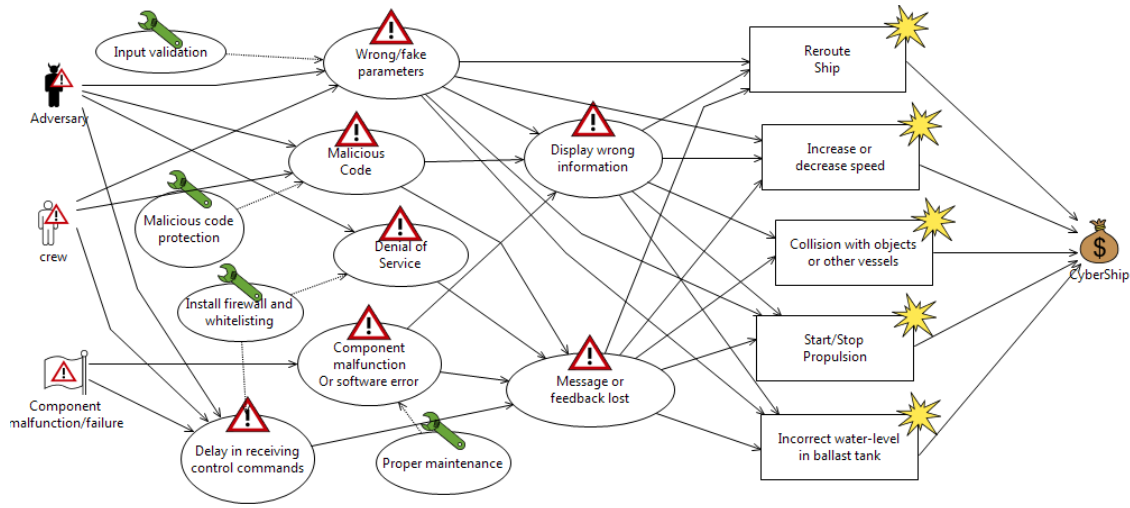 Input validation
Wrong/fake
parameters
Reroute
Ship
Adversary
Malicious
Code
Display wrong
information
Increase or
decrease speed
Malicious code
protection
crew
Denial of
Service
Collision with objects
or other vessels
$
CyberShip
Install firewall and
whitelisting
Component
malfunction
Or software error
Start/Stop
Propulsion
Component
malfunction/failure
Message or
feedback lost
Delay in receiving
control commands
Proper maintenance
Incorrect water-level
in ballast tank